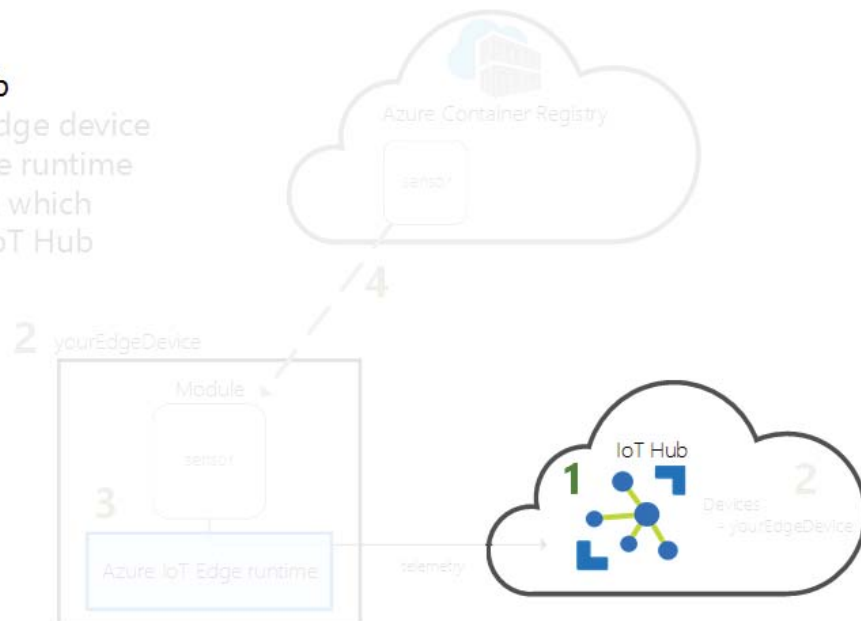 dge device
e runtime
which
oT Hub
Azure Container Registry
sensor
4
2 yourEdgeDevice
Module
sensor
3
Azure IoT Edge runtime
telemetry
IoT Hub
1
2
Devices
- yourEdgeDevice